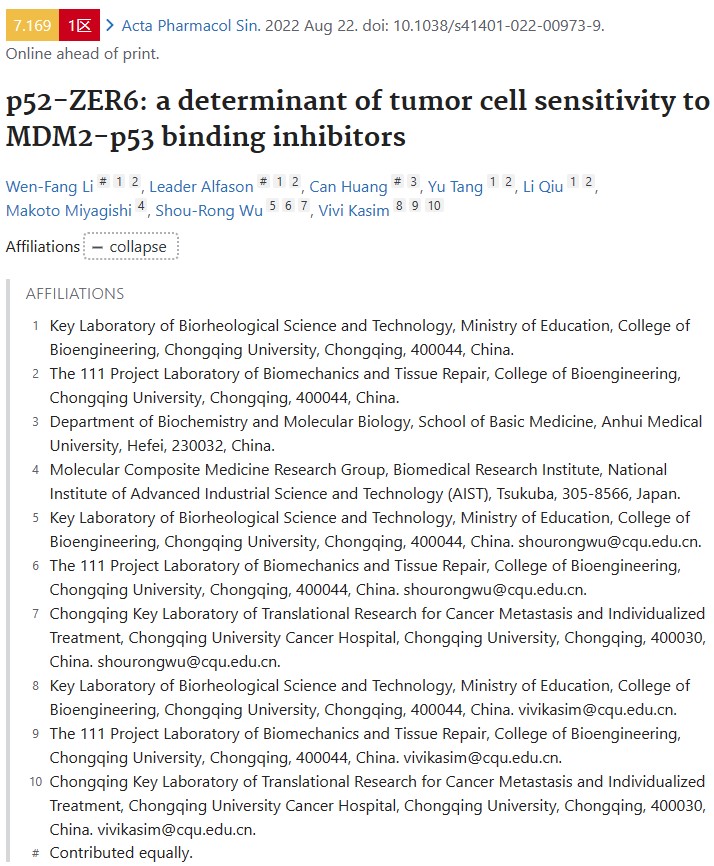 7.169 1区 > Acta Pharmacol Sin. 2022 Aug 22. doi: 10.1038/s41401-022-00973-9.
Online ahead of print.
p52-ZER6: a determinant of tumor cell sensitivity to
MDM2-p53 binding inhibitors
Wen-Fang Li # 1 2, Leader Alfason # 1 2, Can Huang # 3, Yu Tang 1 2, Li Qiu 1 2,
Makoto Miyagishi 4, Shou-Rong Wu 5 6 7, Vivi Kasim 8 9 10
Affiliations − collapse
AFFILIATIONS
1 Key Laboratory of Biorheological Science and Technology, Ministry of Education, College of
Bioengineering, Chongqing University, Chongqing, 400044, China.
2 The 111 Project Laboratory of Biomechanics and Tissue Repair, College of Bioengineering,
Chongqing University, Chongqing, 400044, China.
3 Department of Biochemistry and Molecular Biology, School of Basic Medicine, Anhui Medical
University, Hefei, 230032, China.
4 Molecular Composite Medicine Research Group, Biomedical Research Institute, National
Institute of Advanced Industrial Science and Technology (AIST), Tsukuba, 305-8566, Japan.
5 Key Laboratory of Biorheological Science and Technology, Ministry of Education, College of
Bioengineering, Chongqing University, Chongqing, 400044, China. shourongwu@cqu.edu.cn.
6 The 111 Project Laboratory of Biomechanics and Tissue Repair, College of Bioengineering,
Chongqing University, Chongqing, 400044, China. shourongwu@cqu.edu.cn.
7 Chongqing Key Laboratory of Translational Research for Cancer Metastasis and Individualized
Treatment, Chongqing University Cancer Hospital, Chongqing University, Chongqing, 400030,
China. shourongwu@cqu.edu.cn.
8 Key Laboratory of Biorheological Science and Technology, Ministry of Education, College of
Bioengineering, Chongqing University, Chongqing, 400044, China. vivikasim@cqu.edu.cn.
9 The 111 Project Laboratory of Biomechanics and Tissue Repair, College of Bioengineering,
Chongqing University, Chongqing, 400044, China. vivikasim@cqu.edu.cn.
10 Chongqing Key Laboratory of Translational Research for Cancer Metastasis and Individualized
Treatment, Chongqing University Cancer Hospital, Chongqing University, Chongqing, 400030,
China. vivikasim@cqu.edu.cn.
# Contributed equally.